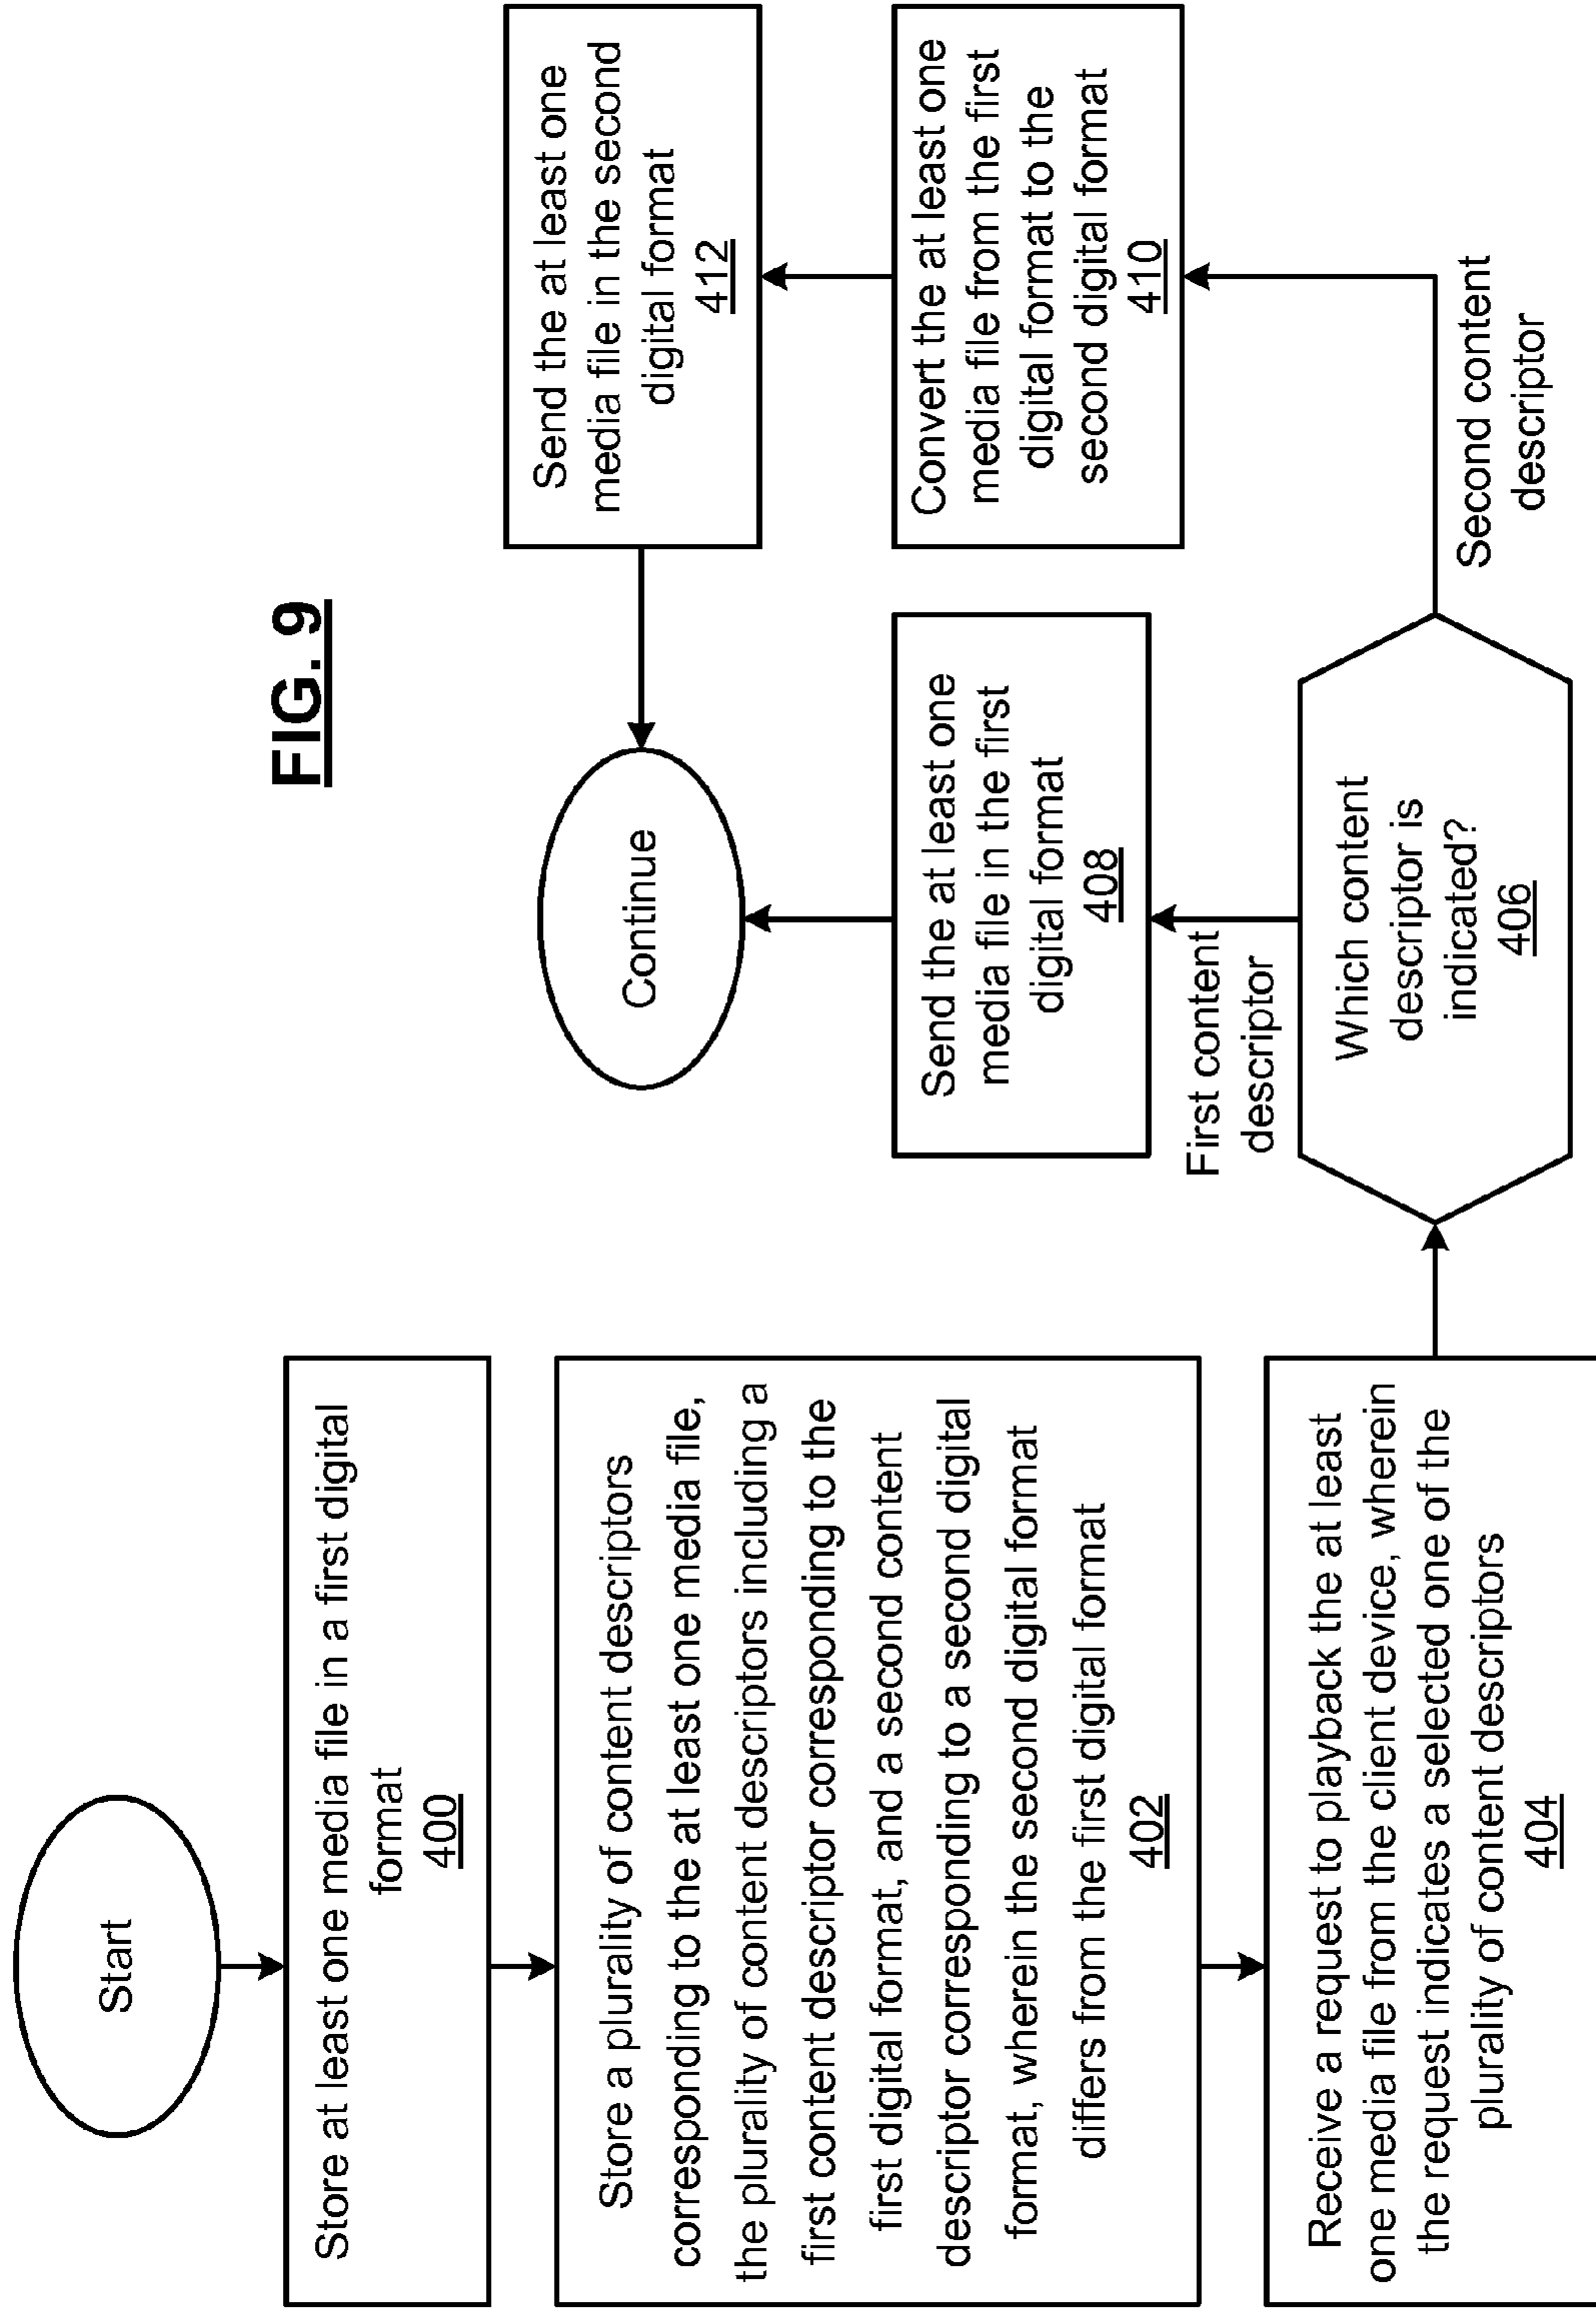 FIG. 9
Start
Store at least one media file in a first digital
format
400
Store a plurality of content descriptors
corresponding to the at least one media file,
the plurality of content descriptors including a
first content descriptor corresponding to the
first digital format, and a second content
descriptor corresponding to a second digital
format, wherein the second digital format
differs from the first digital format
402
Receive a request to playback the at least
one media file from the client device, wherein
the request indicates a selected one of the
plurality of content descriptors
404
Which content
descriptor is
indicated?
406
First content
descriptor
Send the at least one
media file in the first
digital format
408
Continue
Second content
descriptor
Convert the at least one
media file from the first
digital format to the
second digital format
410
Send the at least one
media file in the second
digital format
412